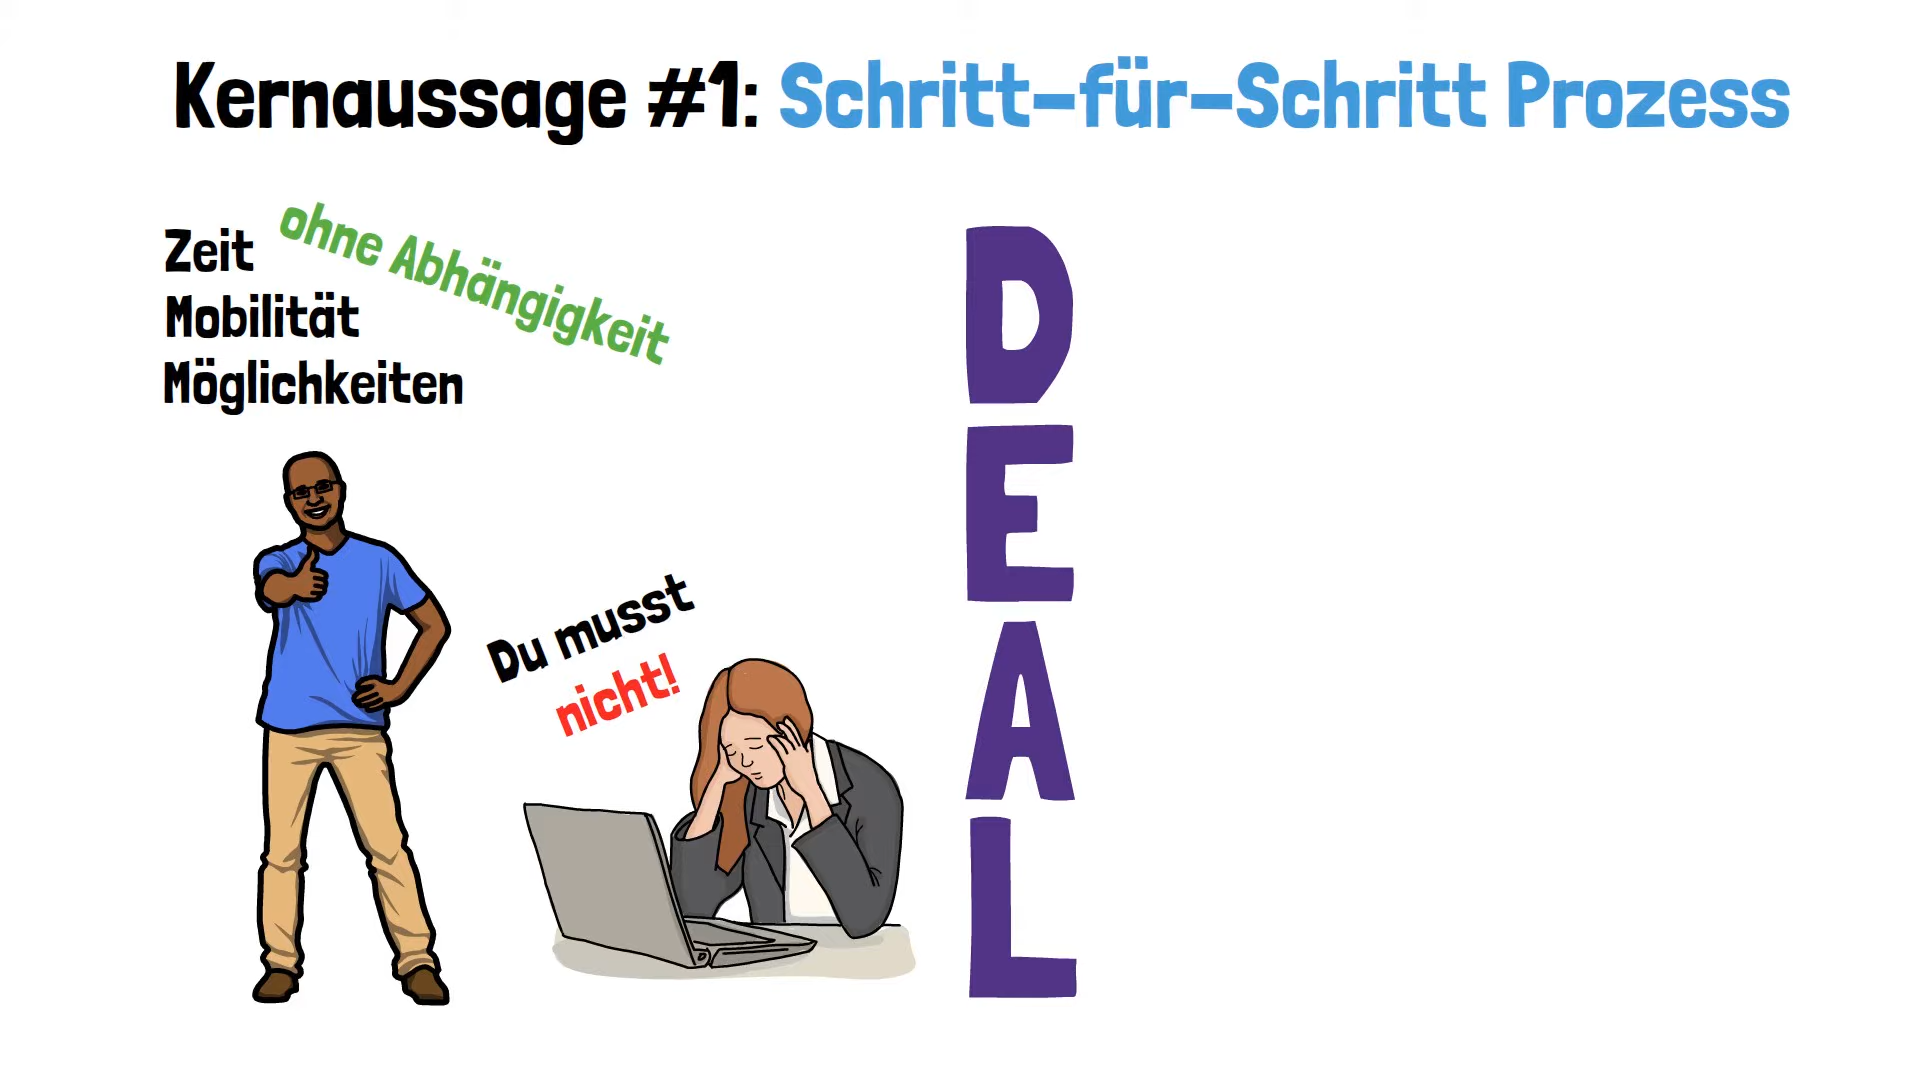 Kernaussage #1: Schritt-für-Schritt Prozess
Zeit
ohne Abhängigkeit
Mobilität
Möglichkeiten
Du musst
nicht!
D
E
A
L